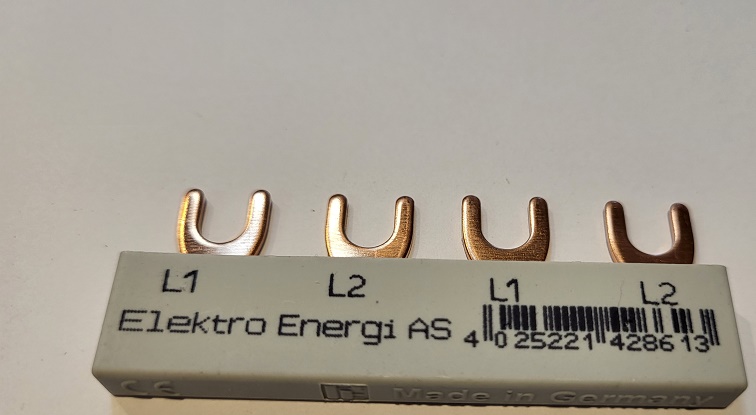 L1 L2 L1 L2
Elektro Energi AS 4 025221 428613
CE Made in Germany